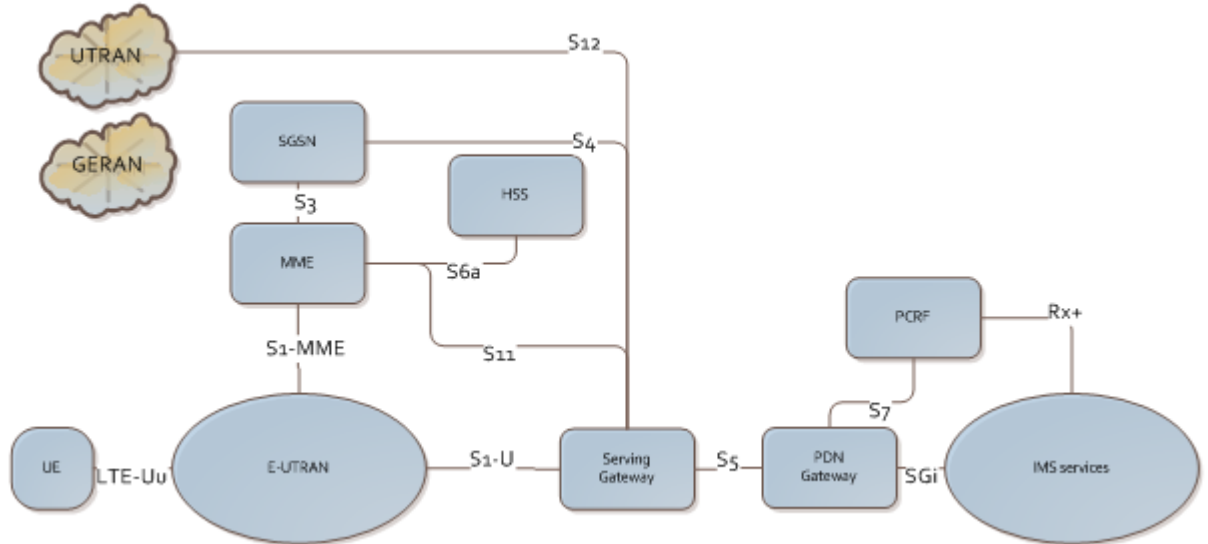 UTRAN
S12
GERAN
SGSN
S4
HSS
S3
MME
S6a
PCRF
Rx+
S1-MME
S11
S7
UE
LTE-Uu
E-UTRAN
S1-U
Serving
Gateway
S5
PDN
Gateway
SGi
IMS services